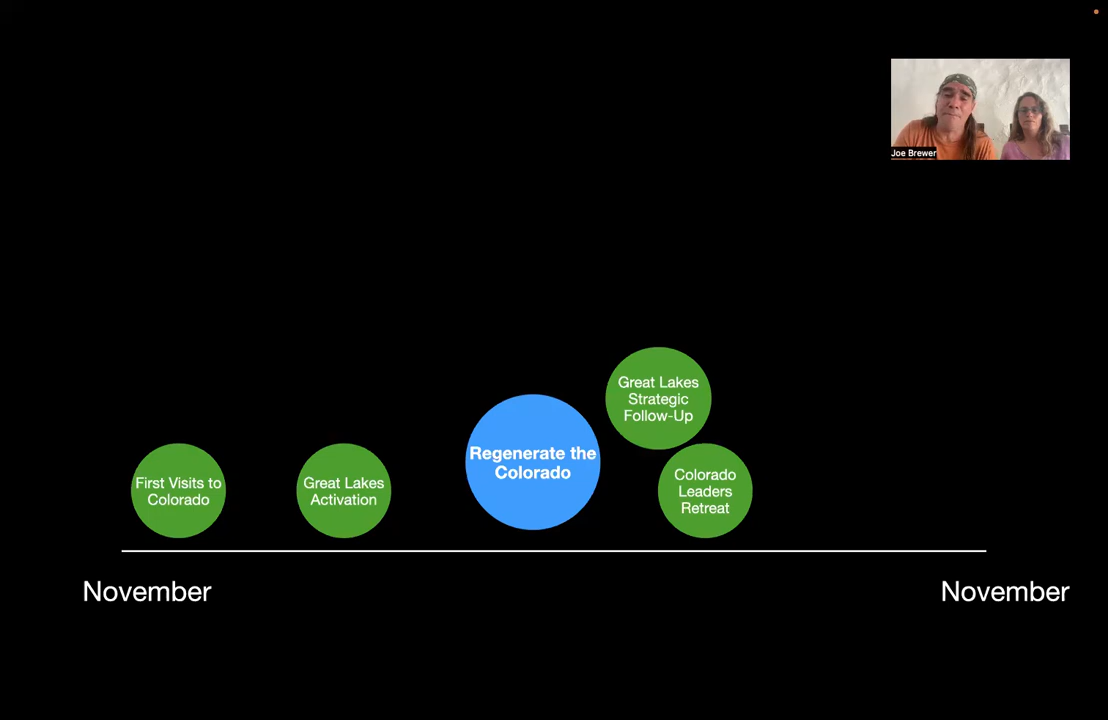 Joe Brewer
Great Lakes
Strategic
Follow-Up
Regenerate the
Colorado
First Visits to
Colorado
Great Lakes
Activation
Colorado
Leaders
Retreat
November
November